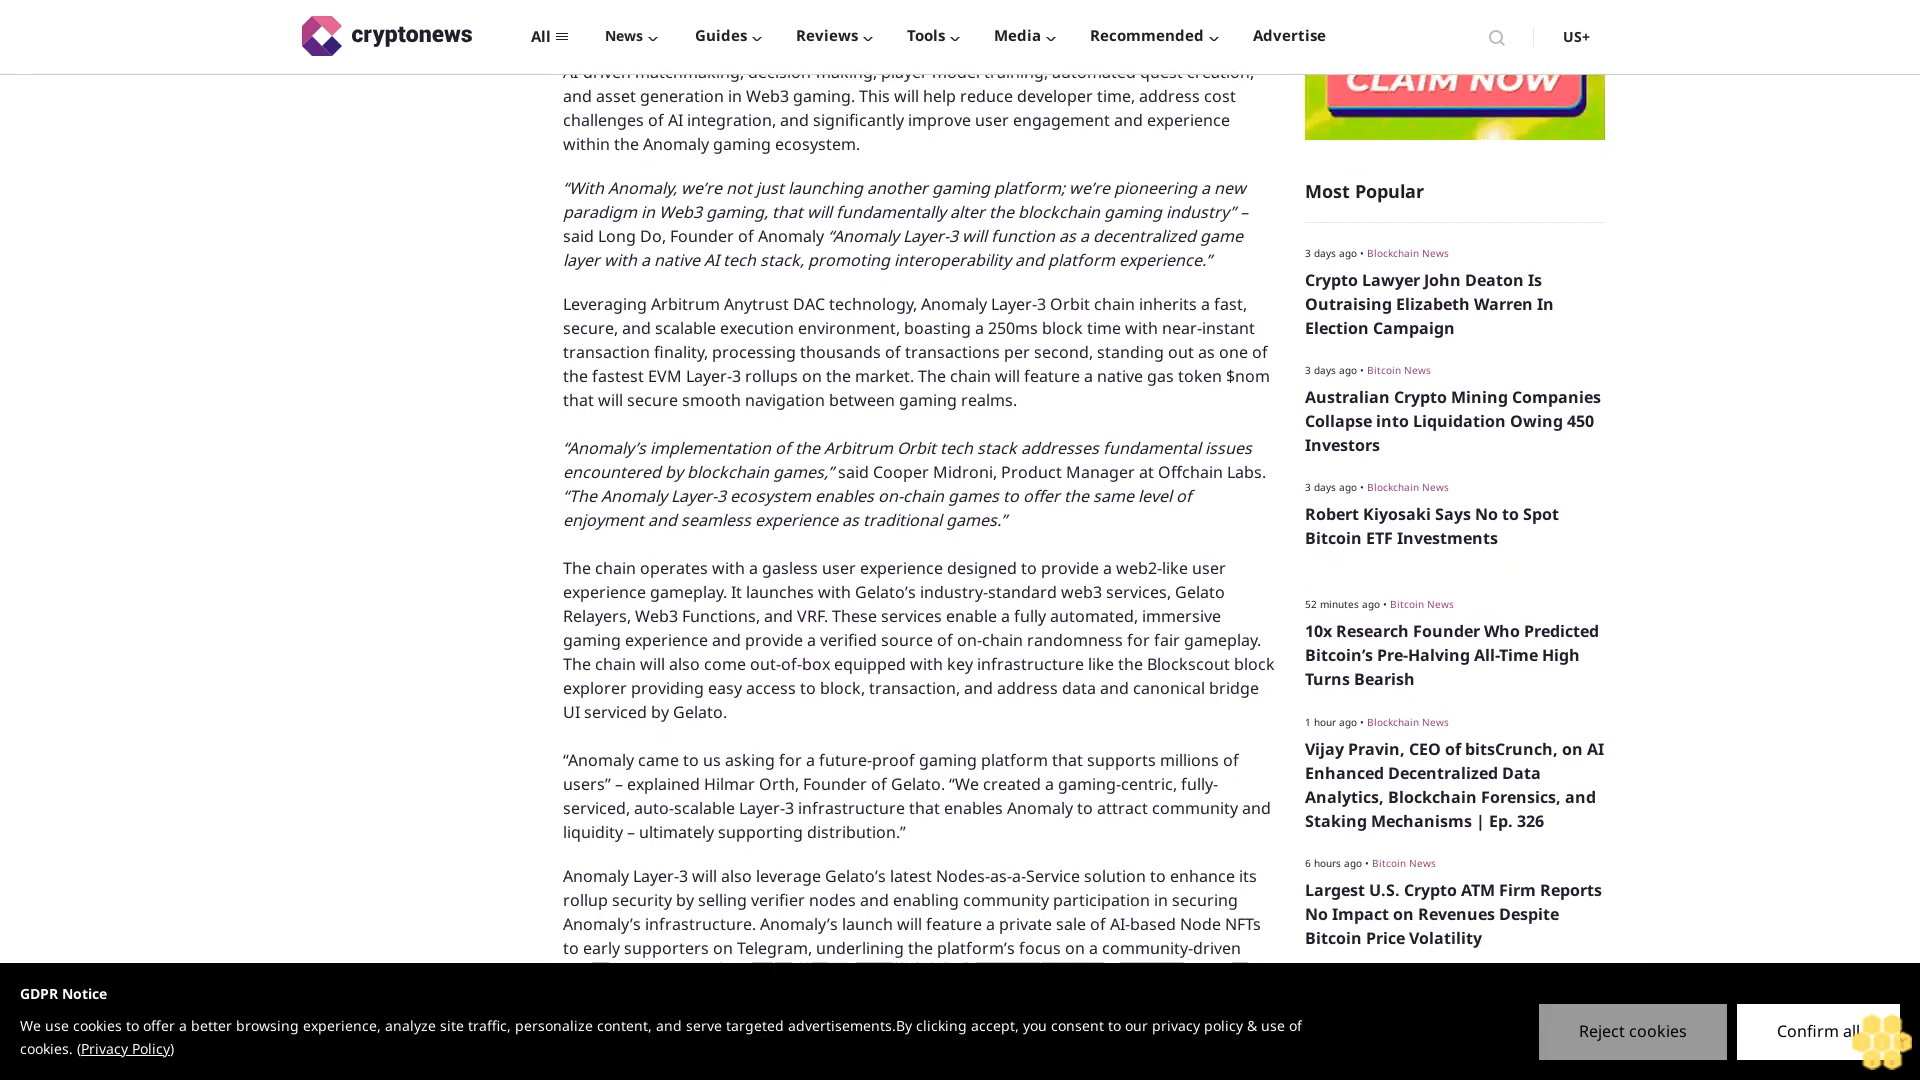 cryptonews
All
News
Guides
Reviews
Tools
Media
Recommended
Advertise
US+
AI-driven matchmaking, decision-making, player model training, automated quest creation,
and asset generation in Web3 gaming. This will help reduce developer time, address cost
challenges of AI integration, and significantly improve user engagement and experience
within the Anomaly gaming ecosystem.
“With Anomaly, we’re not just launching another gaming platform; we’re pioneering a new
paradigm in Web3 gaming, that will fundamentally alter the blockchain gaming industry” –
said Long Do, Founder of Anomaly “Anomaly Layer-3 will function as a decentralized game
layer with a native AI tech stack, promoting interoperability and platform experience.”
Leveraging Arbitrum Anytrust DAC technology, Anomaly Layer-3 Orbit chain inherits a fast,
secure, and scalable execution environment, boasting a 250ms block time with near-instant
transaction finality, processing thousands of transactions per second, standing out as one of
the fastest EVM Layer-3 rollups on the market. The chain will feature a native gas token $nom
that will secure smooth navigation between gaming realms.
“Anomaly’s implementation of the Arbitrum Orbit tech stack addresses fundamental issues
encountered by blockchain games,” said Cooper Midroni, Product Manager at Offchain Labs.
“The Anomaly Layer-3 ecosystem enables on-chain games to offer the same level of
enjoyment and seamless experience as traditional games.”
The chain operates with a gasless user experience designed to provide a web2-like user
experience gameplay. It launches with Gelato’s industry-standard web3 services, Gelato
Relayers, Web3 Functions, and VRF. These services enable a fully automated, immersive
gaming experience and provide a verified source of on-chain randomness for fair gameplay.
The chain will also come out-of-box equipped with key infrastructure like the Blockscout block
explorer providing easy access to block, transaction, and address data and canonical bridge
UI serviced by Gelato.
“Anomaly came to us asking for a future-proof gaming platform that supports millions of
users” – explained Hilmar Orth, Founder of Gelato. “We created a gaming-centric, fully-
serviced, auto-scalable Layer-3 infrastructure that enables Anomaly to attract community and
liquidity – ultimately supporting distribution.”
Anomaly Layer-3 will also leverage Gelato’s latest Nodes-as-a-Service solution to enhance its
rollup security by selling verifier nodes and enabling community participation in securing
Anomaly’s infrastructure. Anomaly’s launch will feature a private sale of AI-based Node NFTs
to early supporters on Telegram, underlining the platform’s focus on a community-driven
CLAIM NOW
Most Popular
3 days ago • Blockchain News
Crypto Lawyer John Deaton Is
Outraising Elizabeth Warren In
Election Campaign
3 days ago • Bitcoin News
Australian Crypto Mining Companies
Collapse into Liquidation Owing 450
Investors
3 days ago • Blockchain News
Robert Kiyosaki Says No to Spot
Bitcoin ETF Investments
52 minutes ago • Bitcoin News
10x Research Founder Who Predicted
Bitcoin’s Pre-Halving All-Time High
Turns Bearish
1 hour ago • Blockchain News
Vijay Pravin, CEO of bitsCrunch, on AI
Enhanced Decentralized Data
Analytics, Blockchain Forensics, and
Staking Mechanisms | Ep. 326
6 hours ago • Bitcoin News
Largest U.S. Crypto ATM Firm Reports
No Impact on Revenues Despite
Bitcoin Price Volatility
GDPR Notice
We use cookies to offer a better browsing experience, analyze site traffic, personalize content, and serve targeted advertisements.By clicking accept, you consent to our privacy policy & use of
cookies. (Privacy Policy)
Reject cookies
Confirm all